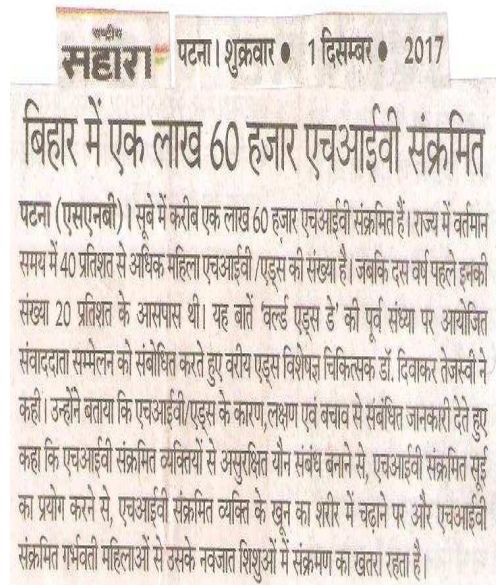 राष्ट्रीय
सहारा
पटना। शुक्रवार ● 1 दिसम्बर ● 2017
बिहार में एक लाख 60 हजार एचआईवी संक्रमित
पटना (एसएनबी)। सूबे में करीब एक लाख 60 हजार एचआईवी संक्रमित हैं। राज्य में वर्तमान
समय में 40 प्रतिशत से अधिक महिला एचआईवी /एड्स की संख्या है। जबकि दस वर्ष पहले इनकी
संख्या 20 प्रतिशत के आसपास थी। यह बातें 'वर्ल्ड एड्स डे' की पूर्व संध्या पर आयोजित
संवाददाता सम्मेलन को संबोधित करते हुए वरीय एड्स विशेषज्ञ चिकित्सक डॉ. दिवाकर तेजस्वी ने
कही। उन्होंने बताया कि एचआईवी/एड्स के कारण,लक्षण एवं बचाव से संबंधित जानकारी देते हुए
कहा कि एचआईवी संक्रमित व्यक्तियों से असुरक्षित यौन संबंध बनाने से, एचआईवी संक्रमित सूई
का प्रयोग करने से, एचआईवी संक्रमित व्यक्ति के खून का शरीर में चढ़ाने पर और एचआईवी
संक्रमित गर्भवती महिलाओं से उसके नवजात शिशुओं में संक्रमण का खतरा रहता है।